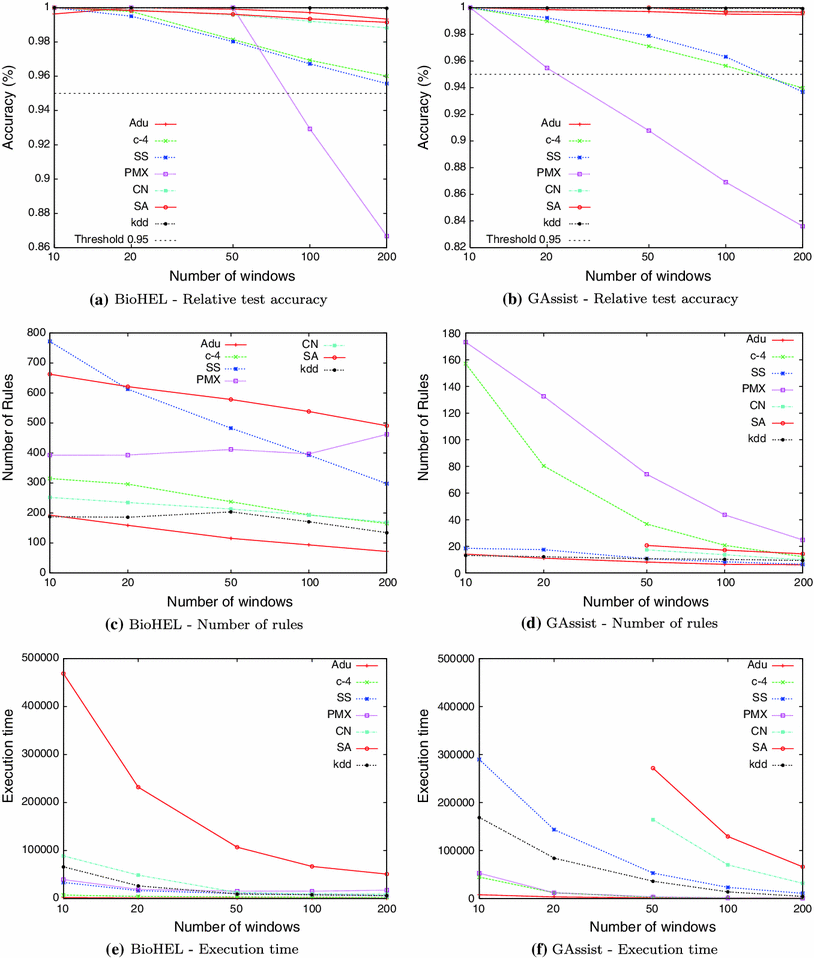 1
0.98
0.96
0.94
0.92
0.9
0.88
0.86
Accuracy (%)
Adu
c-4
SS
PMX
CN
SA
kdd
Threshold 0.95
10 20 50 100 200
Number of windows
(a) BioHEL - Relative test accuracy
1
0.98
0.96
0.94
0.92
0.9
0.88
0.86
0.84
0.82
Accuracy (%)
Adu
c-4
SS
PMX
CN
SA
kdd
Threshold 0.95
10 20 50 100 200
Number of windows
(b) GAssist - Relative test accuracy
800
700
600
500
400
300
200
100
0
Number of Rules
Adu
c-4
SS
PMX
CN
SA
kdd
10 20 50 100 200
Number of windows
(c) BioHEL - Number of rules
180
160
140
120
100
80
60
40
20
0
Number of Rules
Adu
c-4
SS
PMX
CN
SA
kdd
10 20 50 100 200
Number of windows
(d) GAssist - Number of rules
500000
400000
300000
200000
100000
0
Execution time
Adu
c-4
SS
PMX
CN
SA
kdd
10 20 50 100 200
Number of windows
(e) BioHEL - Execution time
500000
400000
300000
200000
100000
0
Execution time
Adu
c-4
SS
PMX
CN
SA
kdd
10 20 50 100 200
Number of windows
(f) GAssist - Execution time